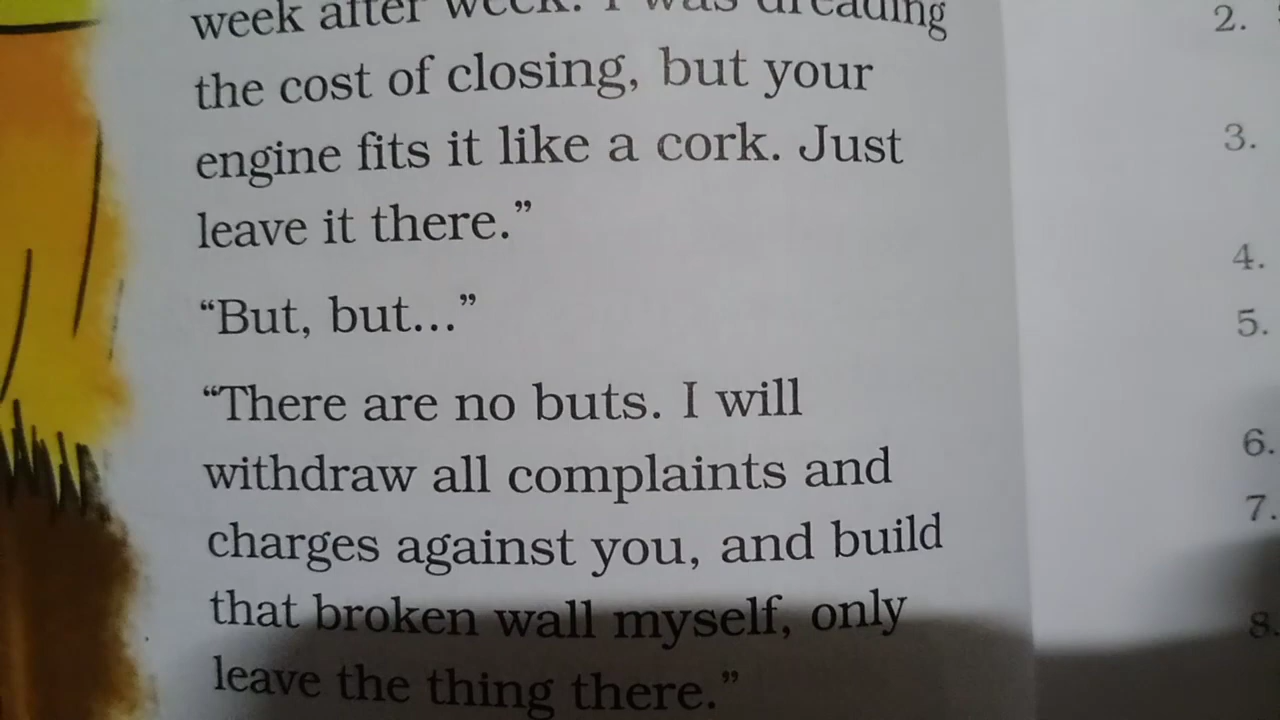 week after week. I was dreading
the cost of closing, but your
engine fits it like a cork. Just
leave it there.”
“But, but...”
“There are no buts. I will
withdraw all complaints and
charges against you, and build
that broken wall myself, only
leave the thing there.”
2.
3.
4.
5.
6.
7.
8.